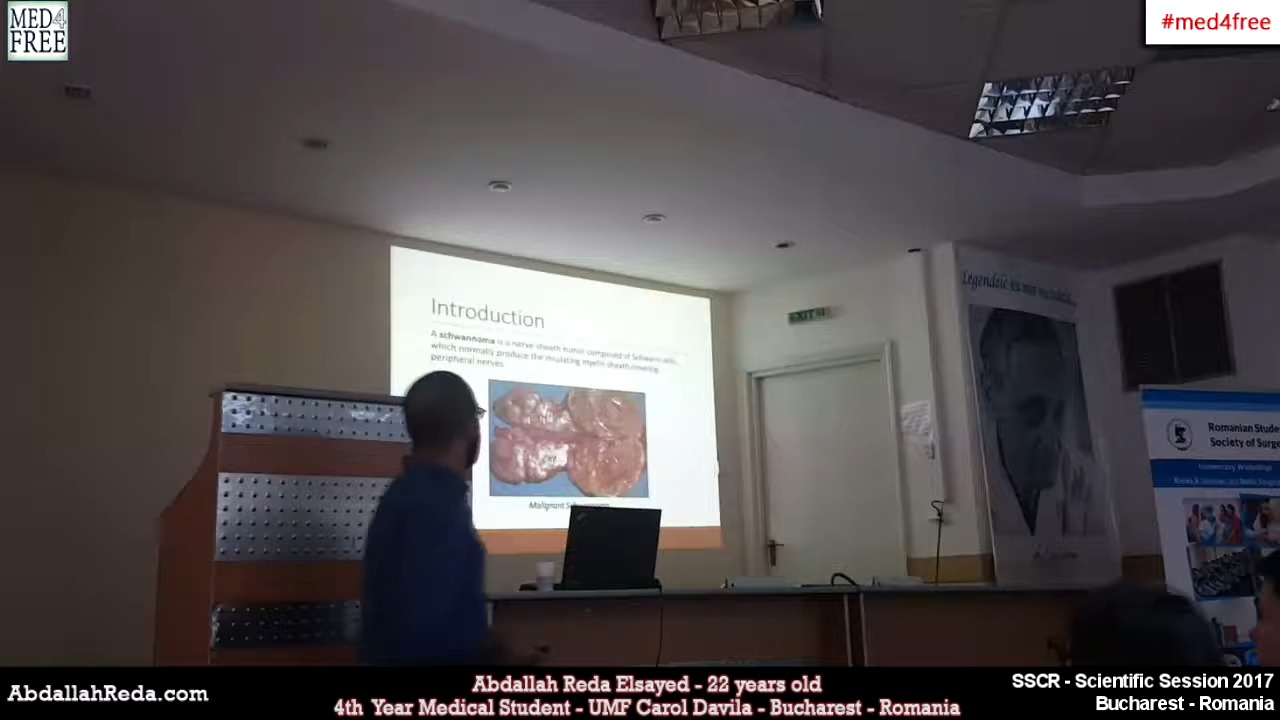 MED4
FREE
#med4free
Introduction
A schwannoma is a nerve sheath tumor composed of Schwann cells,
which normally produce the insulating myelin sheath covering
peripheral nerves.
Malignant
EXIT
Legendele nu mor niciodată...
Romanian Stude
Society of Surge
AbdallahReda.com
Abdallah Reda Elsayed - 22 years old
4th Year Medical Student - UMF Carol Davila - Bucharest - Romania
SSCR - Scientific Session 2017
Bucharest - Romania